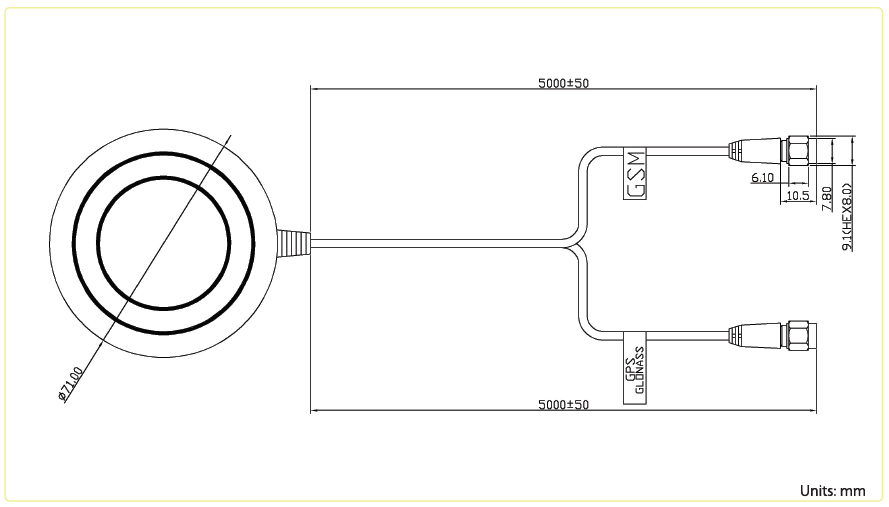 5000±50
GSM
6.10
10.5
7.80
9.1(HEX8.0)
ϕ71.00
GPS
GLONASS
5000±50
Units: mm